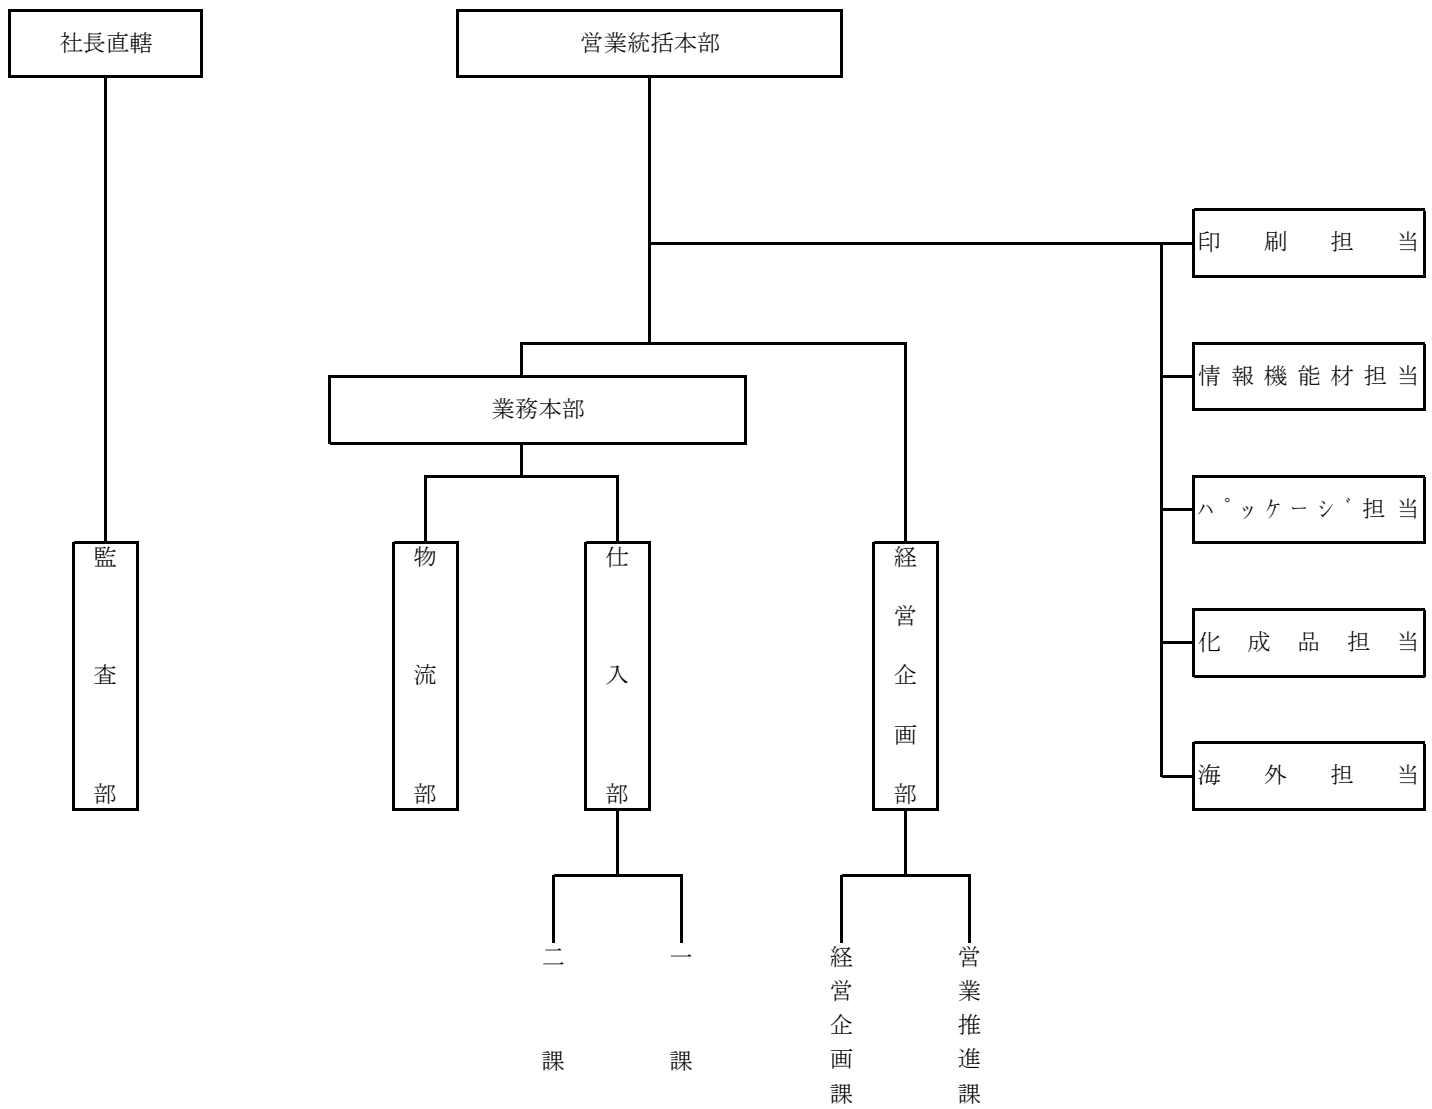 社長直轄
営業統括本部
印刷担当
情報機能材担当
業務本部
ﾊﾟｯｹｰｼﾞ担当
監査部
物流部
仕入部
経営企画部
化成品担当
海外担当
二課
一課
経営企画課
営業推進課